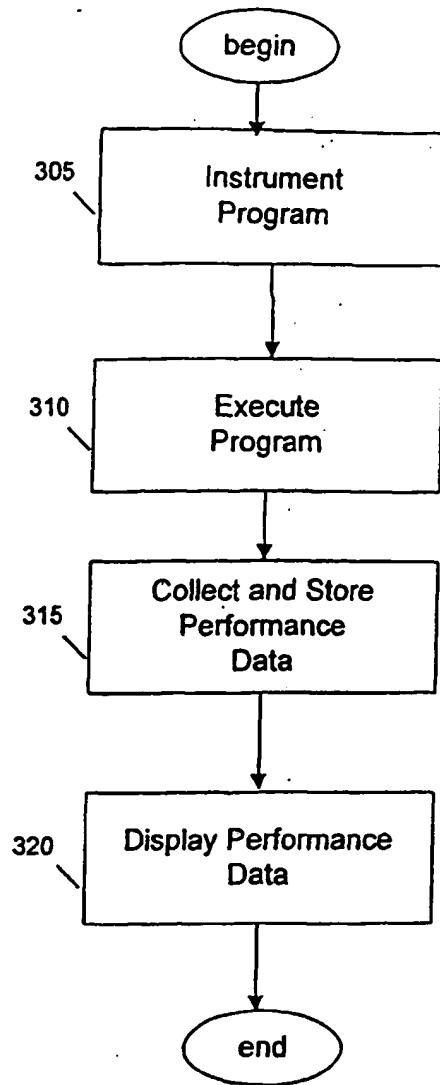 begin
305
Instrument
Program
310
Execute
Program
315
Collect and Store
Performance
Data
320
Display Performance
Data
end